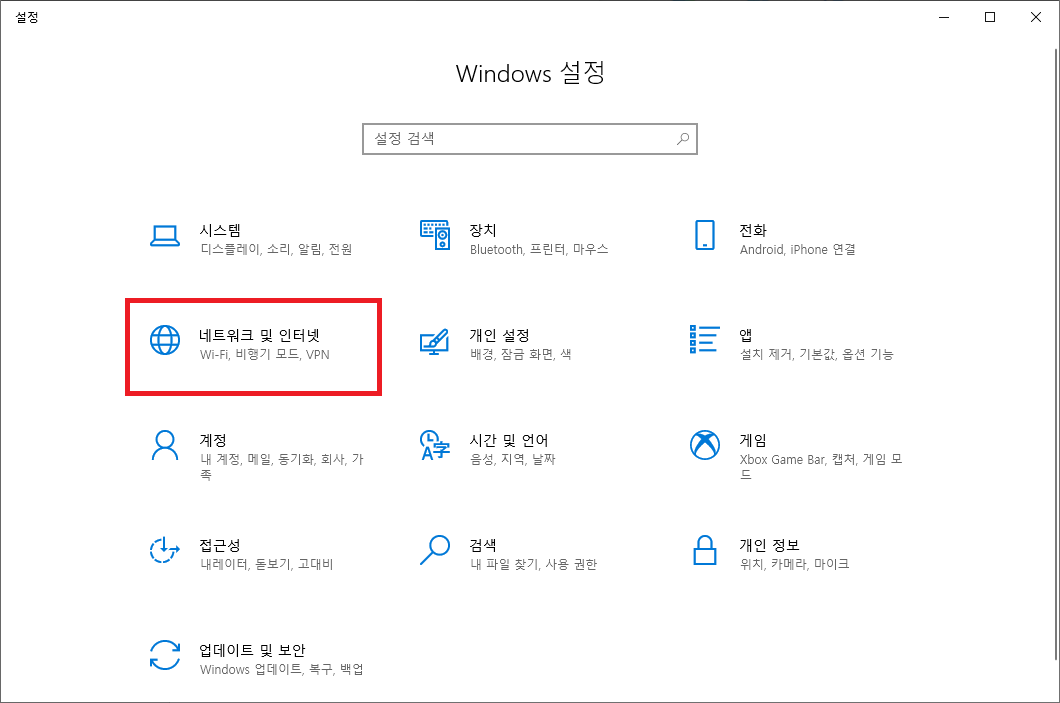 설정
Windows 설정
설정 검색
시스템
디스플레이, 소리, 알림, 전원
장치
Bluetooth, 프린터, 마우스
전화
Android, iPhone 연결
네트워크 및 인터넷
Wi-Fi, 비행기 모드, VPN
개인 설정
배경, 잠금 화면, 색
앱
설치 제거, 기본값, 옵션 기능
계정
내 계정, 메일, 동기화, 회사, 가
족
시간 및 언어
음성, 지역, 날짜
게임
Xbox Game Bar, 캡처, 게임 모
드
접근성
내레이터, 돋보기, 고대비
검색
내 파일 찾기, 사용 권한
개인 정보
위치, 카메라, 마이크
업데이트 및 보안
Windows 업데이트, 복구, 백업